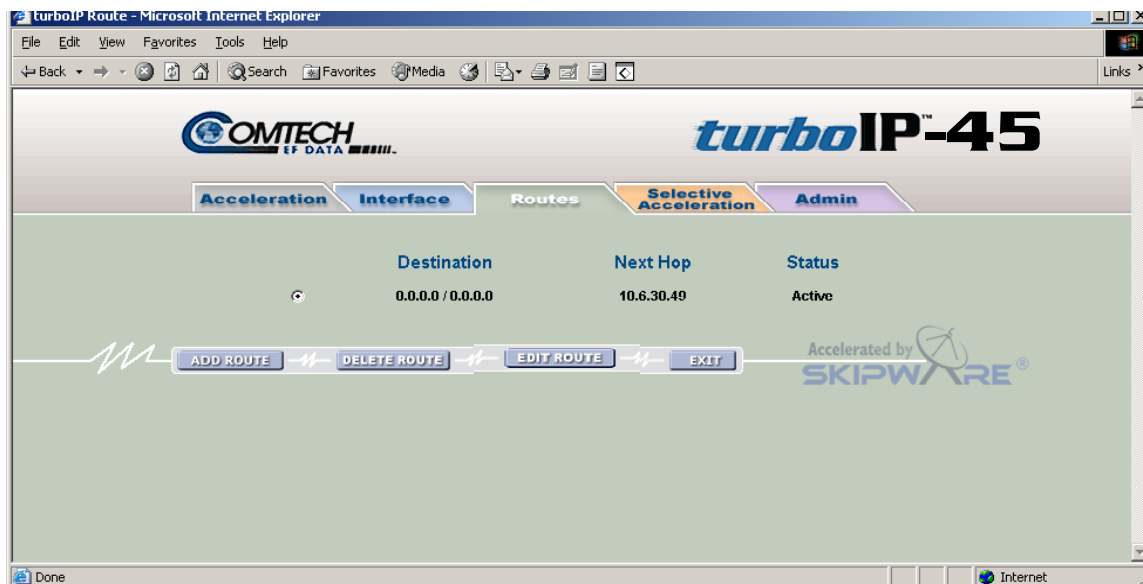 turboIP Route - Microsoft Internet Explorer
File Edit View Favorites Tools Help
Back Search Favorites Media Links
COMTECH
EF DATA
turboIP™-45
Acceleration Interface Routes Selective Acceleration Admin
Destination Next Hop Status
0.0.0.0 / 0.0.0.0 10.6.30.49 Active
ADD ROUTE DELETE ROUTE EDIT ROUTE EXIT
Accelerated by
SKIPWARE®
Done Internet